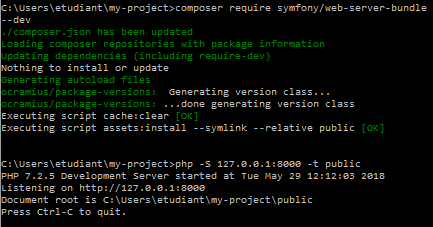 C:\Users\etudiant\my-project>composer require symfony/web-server-bundle
--dev
./composer.json has been updated
Loading composer repositories with package information
Updating dependencies (including require-dev)
Nothing to install or update
Generating autoload files
ocramius/package-versions:  Generating version class...
ocramius/package-versions: ...done generating version class
Executing script cache:clear [OK]
Executing script assets:install --symlink --relative public [OK]
C:\Users\etudiant\my-project>php -S 127.0.0.1:8000 -t public
PHP 7.2.5 Development Server started at Tue May 29 12:12:03 2018
Listening on http://127.0.0.1:8000
Document root is C:\Users\etudiant\my-project\public
Press Ctrl-C to quit.